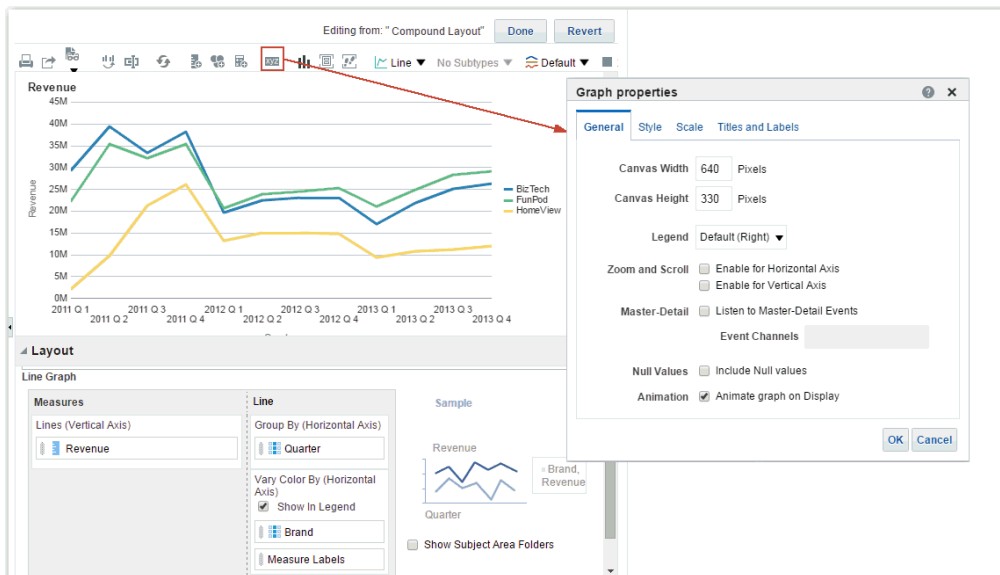 Editing from: "Compound Layout"
Done
Revert
XYZ
Line
No Subtypes
Default
Revenue
45M
40M
35M
30M
25M
20M
15M
10M
5M
0M
Revenue
2011 Q 1
2011 Q 2
2011 Q 3
2011 Q 4
2012 Q 1
2012 Q 2
2012 Q 3
2012 Q 4
2013 Q 1
2013 Q 2
2013 Q 3
2013 Q 4
BizTech
FunPod
HomeView
Layout
Line Graph
Measures
Lines (Vertical Axis)
Revenue
Line
Group By (Horizontal Axis)
Quarter
Vary Color By (Horizontal
Axis)
Show In Legend
Brand
Measure Labels
Sample
Revenue
Brand,
Revenue
Quarter
Show Subject Area Folders
Graph properties
General
Style
Scale
Titles and Labels
Canvas Width 640 Pixels
Canvas Height 330 Pixels
Legend Default (Right)
Zoom and Scroll Enable for Horizontal Axis
Enable for Vertical Axis
Master-Detail Listen to Master-Detail Events
Event Channels
Null Values Include Null values
Animation Animate graph on Display
OK
Cancel